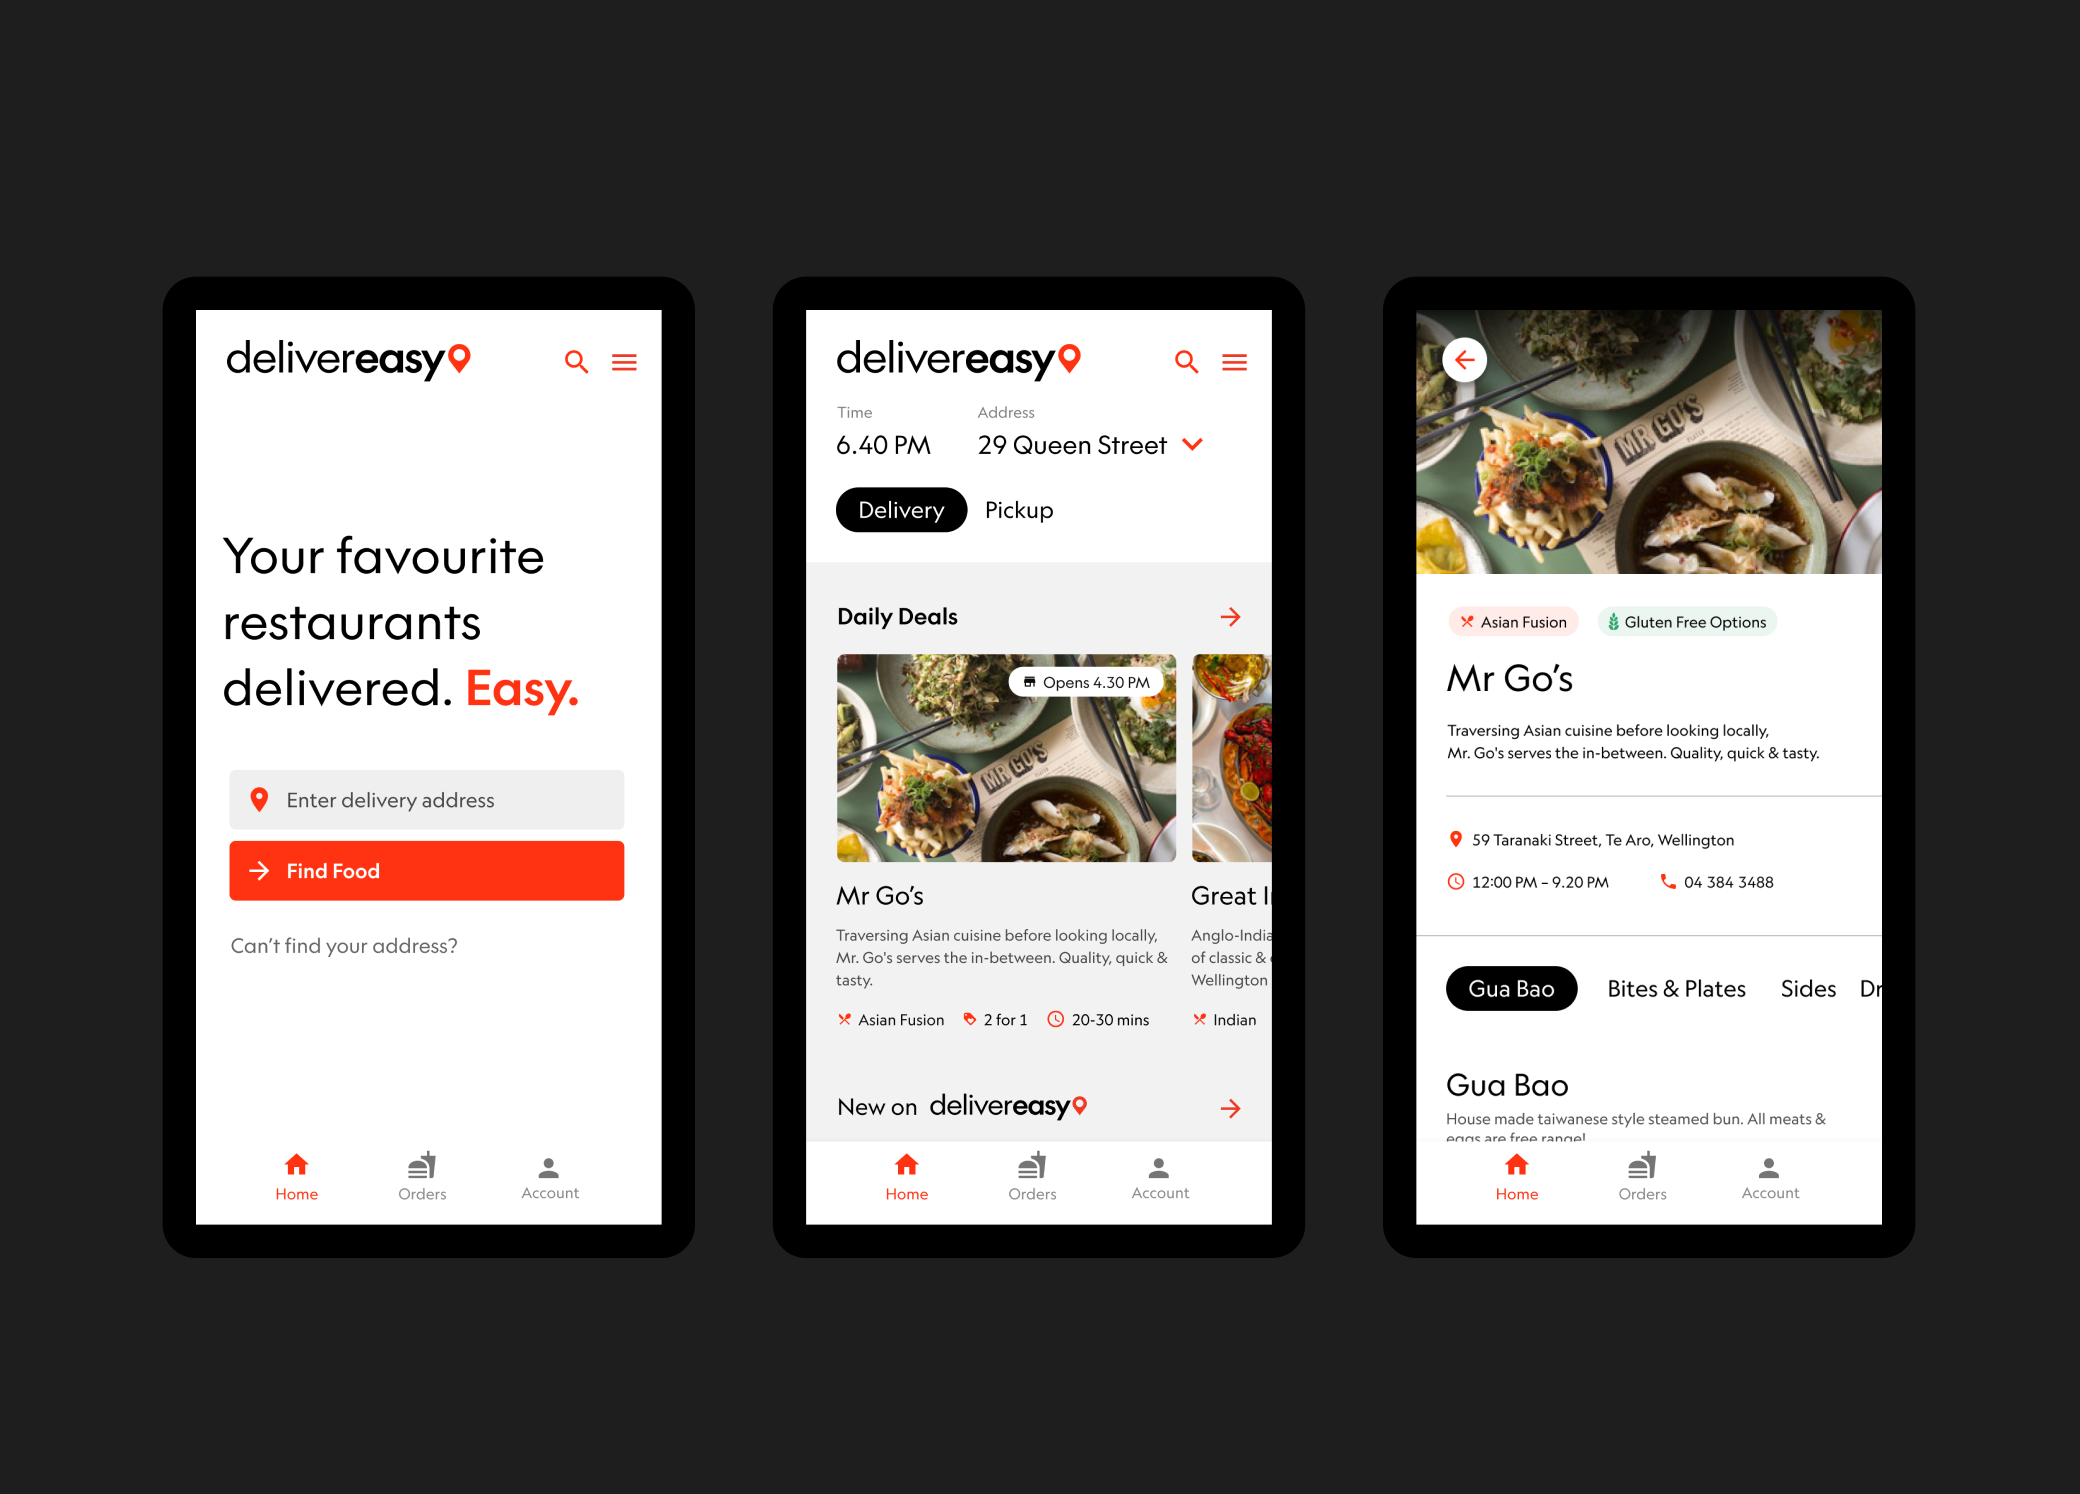 delivereasy
Your favourite
restaurants
delivered. Easy.
Enter delivery address
Find Food
Can't find your address?
Home
Orders
Account
delivereasy
Time
Address
6.40 PM
29 Queen Street
Delivery
Pickup
Daily Deals
Opens 4.30 PM
MR GO'S
Mr Go's
Traversing Asian cuisine before looking locally,
Mr. Go's serves the in-between. Quality, quick &
tasty.
Asian Fusion
2 for 1
20-30 mins
Great
Anglo-India
of classic &
Wellington
Indian
New on delivereasy
Home
Orders
Account
MR GO'S
Asian Fusion
Gluten Free Options
Mr Go's
Traversing Asian cuisine before looking locally,
Mr. Go's serves the in-between. Quality, quick & tasty.
59 Taranaki Street, Te Aro, Wellington
12:00 PM – 9.20 PM
04 384 3488
Gua Bao
Bites & Plates
Sides
Dr
Gua Bao
House made taiwanese style steamed bun. All meats &
eggs are free range!
Home
Orders
Account